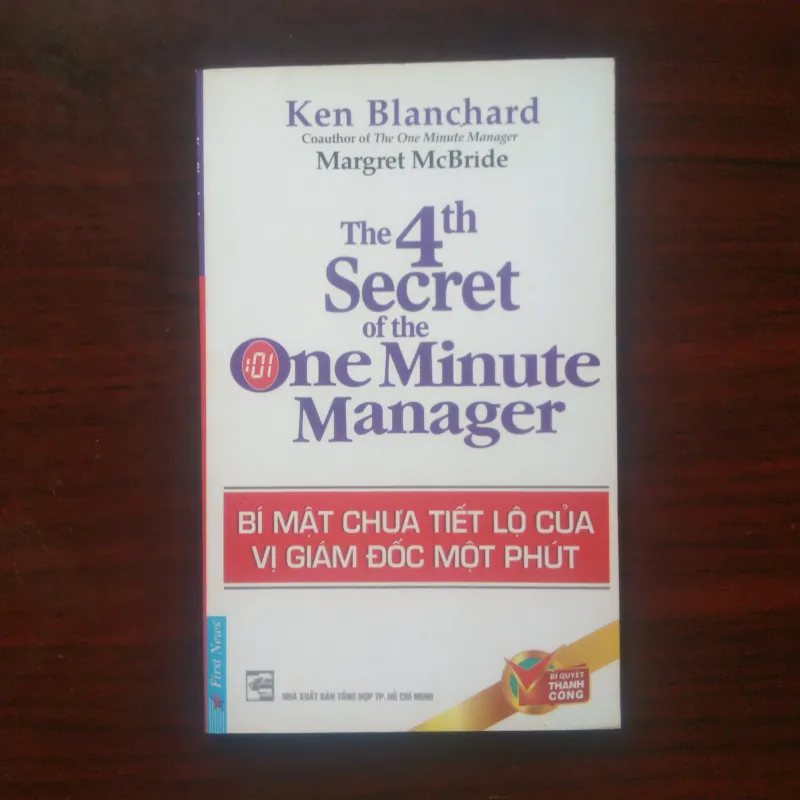 Ken Blanchard
Coauthor of The One Minute Manager
Margret McBride
The 4th
Secret
of the
:01 One Minute
Manager
BÍ MẬT CHƯA TIẾT LỘ CỦA
VỊ GIÁM ĐỐC MỘT PHÚT
First News
NHÀ XUẤT BẢN TỔNG HỢP TP. HỒ CHÍ MINH
BÍ QUYẾT
THÀNH
CÔNG